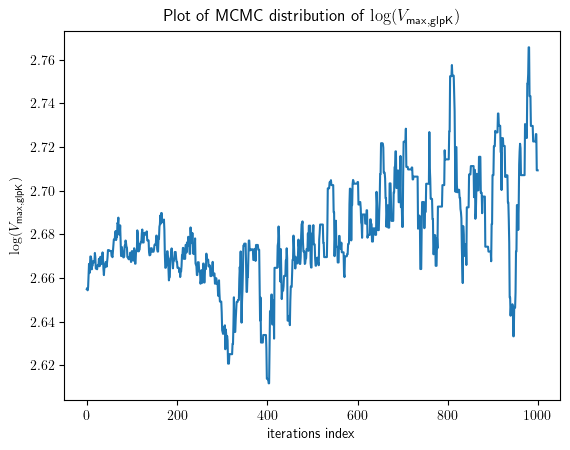 Plot of MCMC distribution of log(V_max,glpK)
log(V_max,glpK)
2.76
2.74
2.72
2.70
2.68
2.66
2.64
2.62
0 200 400 600 800 1000
iterations index